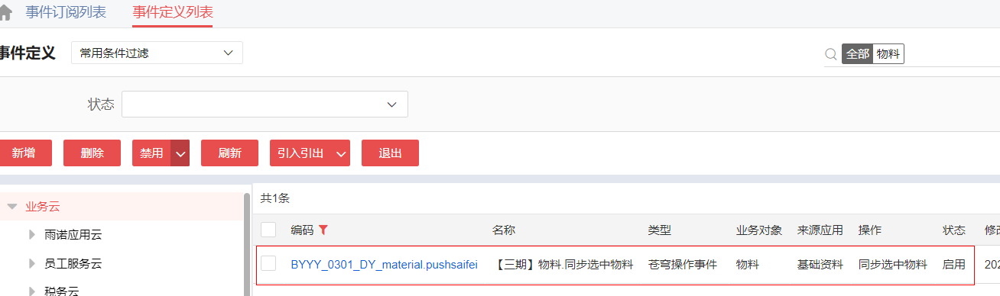 事件订阅列表 事件定义列表
事件定义 常用条件过滤 全部 物料
状态
新增 删除 禁用 刷新 引入引出 退出
业务云 共1条
编码 名称 类型 业务对象 来源应用 操作 状态 修改
雨诺应用云
BYYY_0301_DY_material.pushsaifei 【三期】物料.同步选中物料 苍穹操作事件 物料 基础资料 同步选中物料 启用 202
员工服务云
税务云